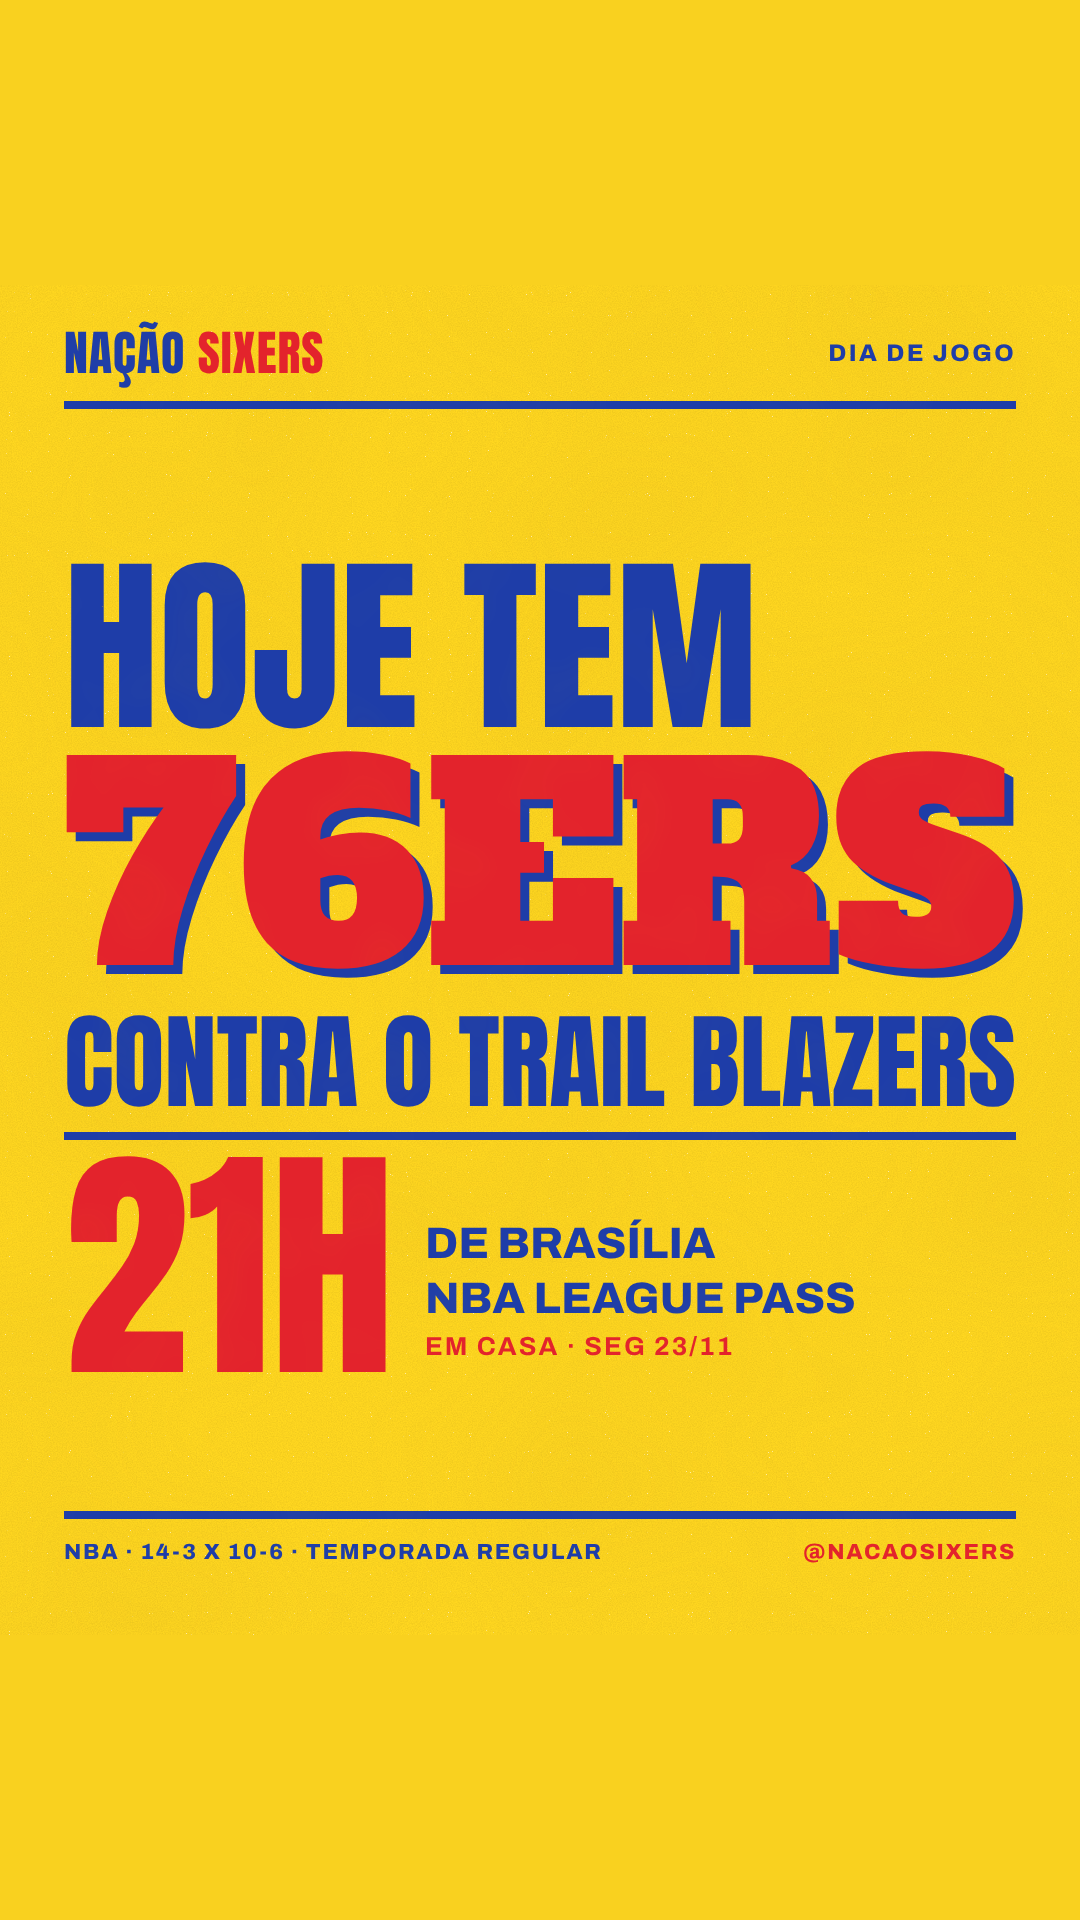 NAÇÃO SIXERS
DIA DE JOGO
HOJE TEM
76ERS
CONTRA O TRAIL BLAZERS
21H
DE BRASÍLIA
NBA LEAGUE PASS
EM CASA · SEG 23/11
NBA · 14-3 X 10-6 · TEMPORADA REGULAR
@NACAOSIXERS